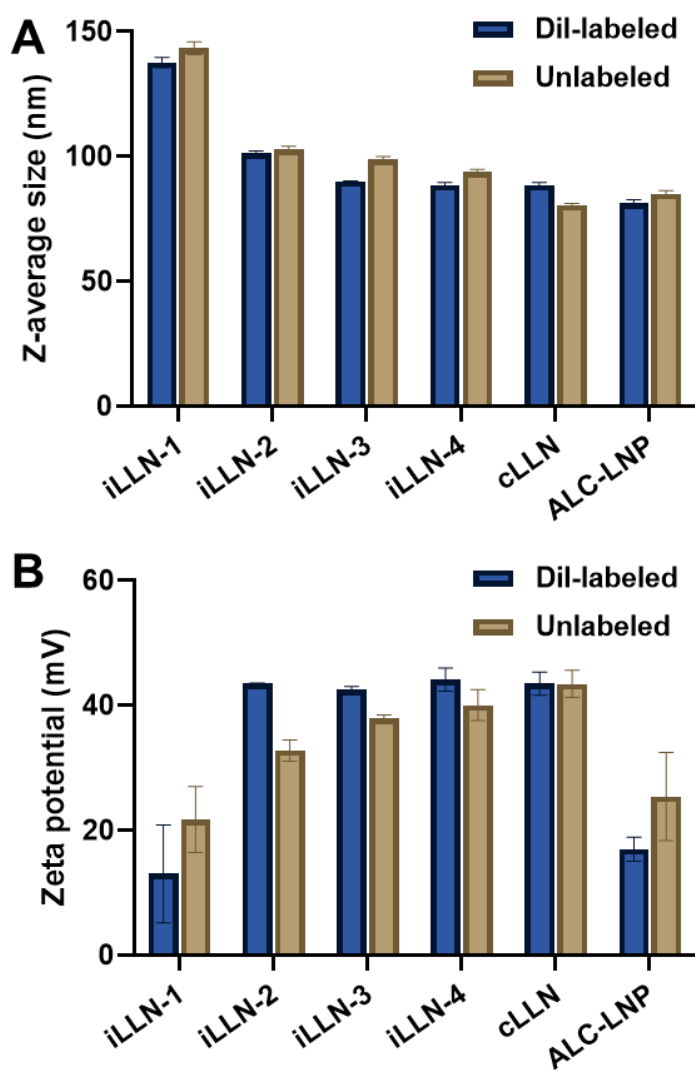 A
Z-average size (nm)
150
100
50
0
Dil-labeled
Unlabeled
iLLN-1
iLLN-2
iLLN-3
iLLN-4
cLLN
ALC-LNP
B
Zeta potential (mV)
60
40
20
0
Dil-labeled
Unlabeled
iLLN-1
iLLN-2
iLLN-3
iLLN-4
cLLN
ALC-LNP